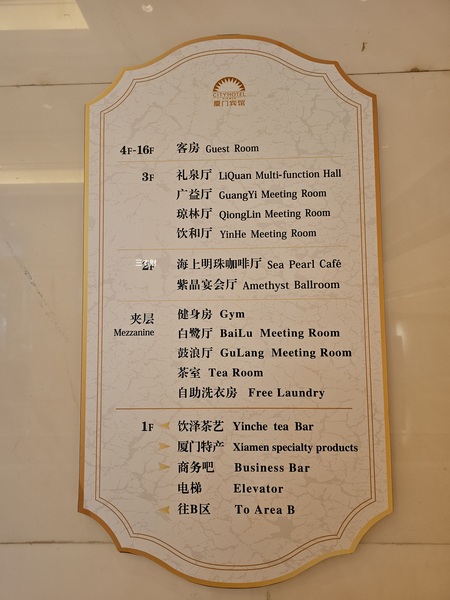 CITYHOTEL
厦门宾馆
4F-16F 客房 Guest Room
3F 礼泉厅 LiQuan Multi-function Hall
广益厅 GuangYi Meeting Room
琼林厅 QiongLin Meeting Room
饮和厅 YinHe Meeting Room
2F 海上明珠咖啡厅 Sea Pearl Café
紫晶宴会厅 Amethyst Ballroom
夹层 健身房 Gym
Mezzanine 白鹭厅 BaiLu Meeting Room
鼓浪厅 GuLang Meeting Room
茶室 Tea Room
自助洗衣房 Free Laundry
1F 饮泽茶艺 Yinche tea Bar
厦门特产 Xiamen specialty products
商务吧 Business Bar
电梯 Elevator
往B区 To Area B